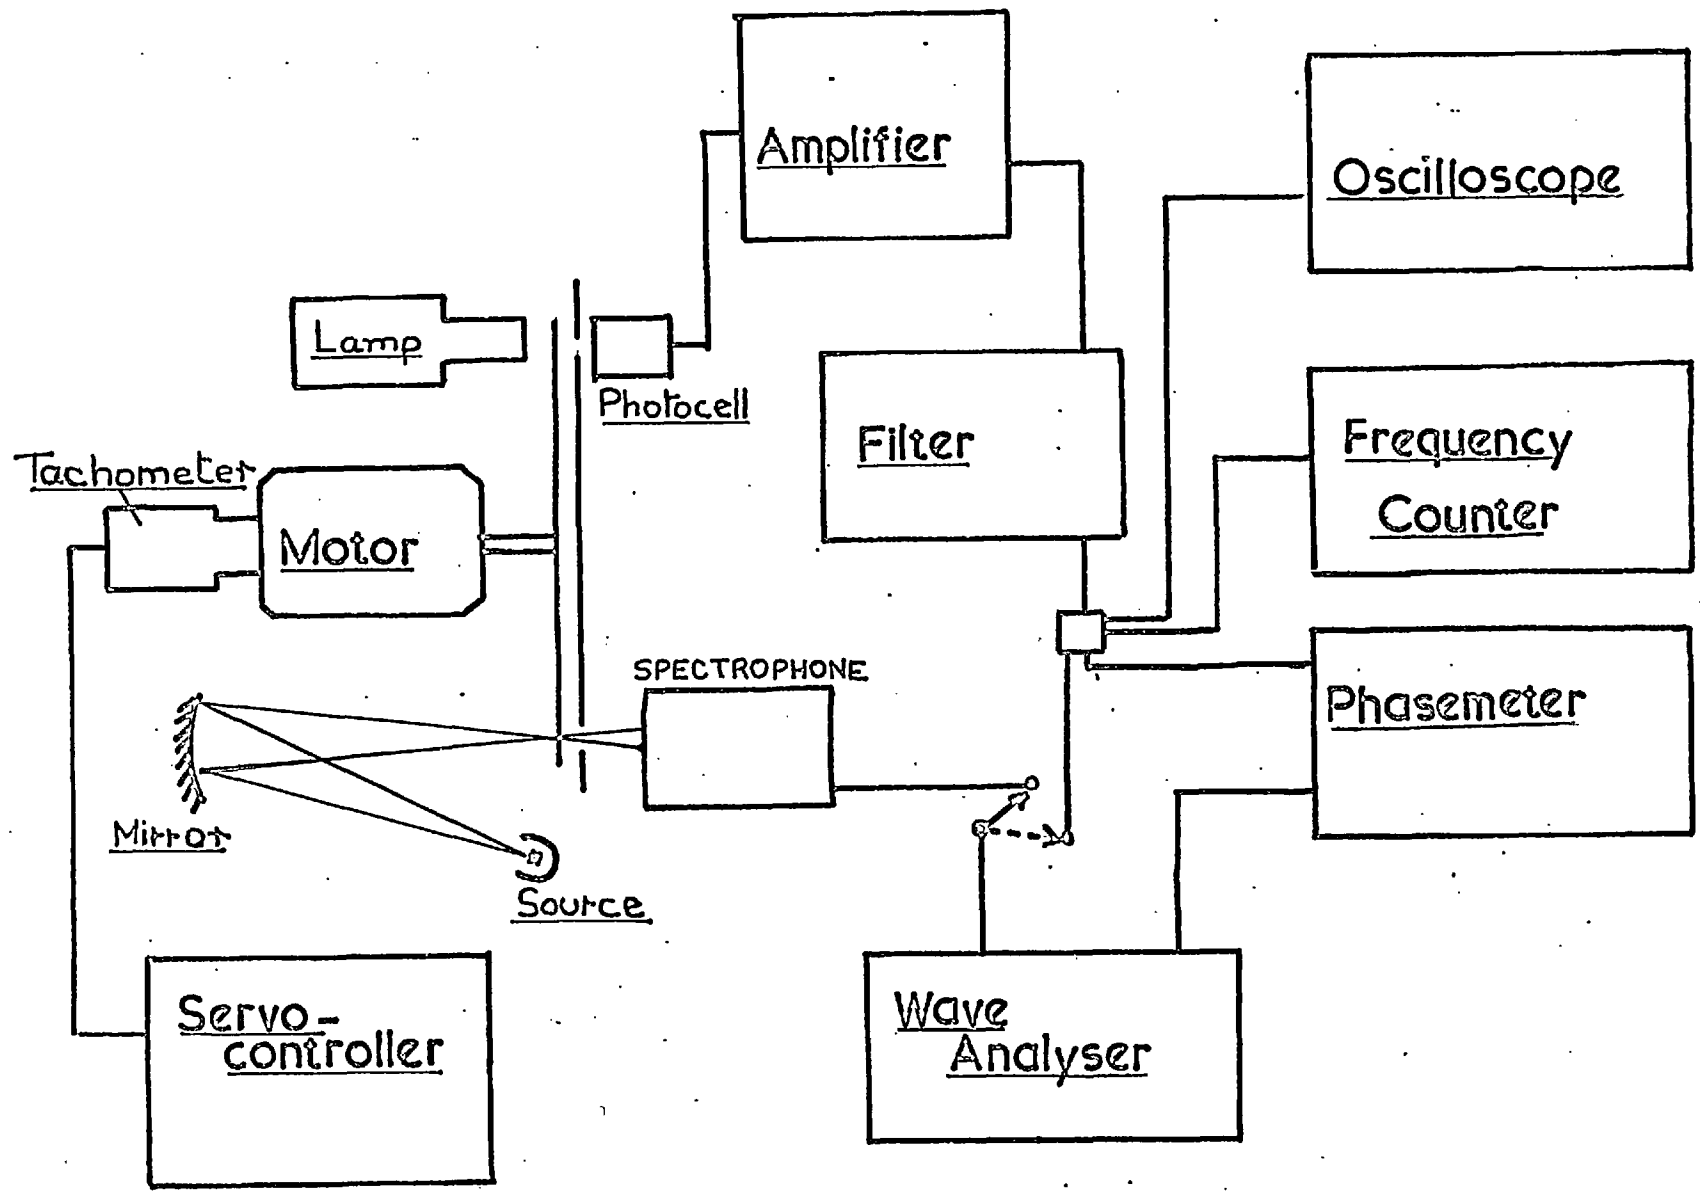 Amplifier
Oscilloscope
Lamp
Photocell
Filter
Frequency
Counter
Tachometer
Motor
SPECTROPHONE
Phasemeter
Mirror
Source
Servo-
controller
Wave
Analyser